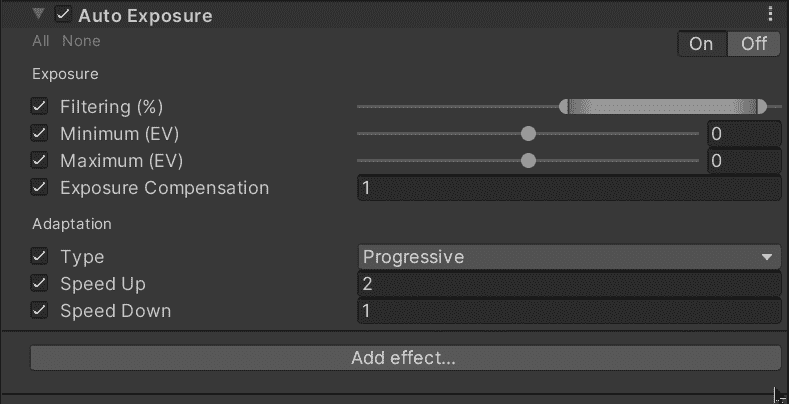 Auto Exposure
All None
On Off
Exposure
Filtering (%)
Minimum (EV) 0
Maximum (EV) 0
Exposure Compensation 1
Adaptation
Type Progressive
Speed Up 2
Speed Down 1
Add effect...